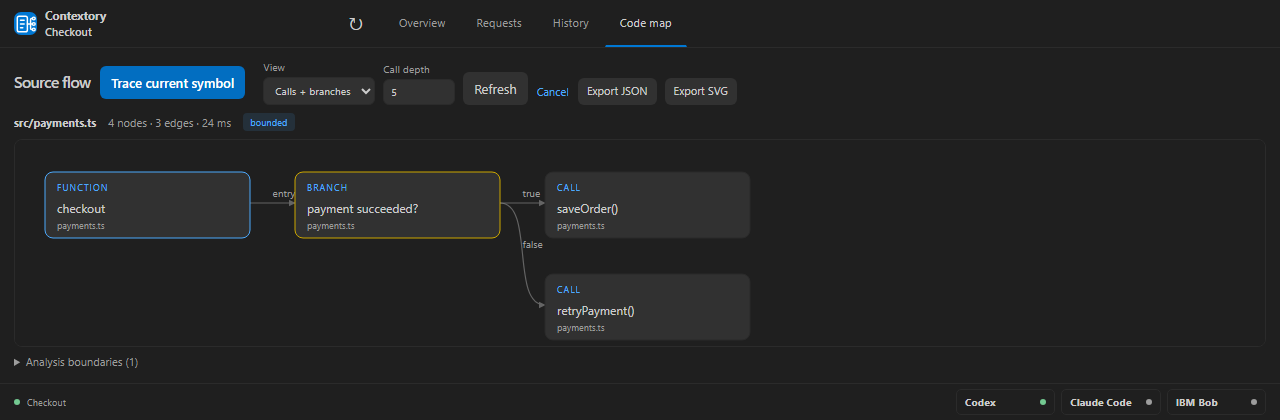 Contextory
Checkout
Overview
Requests
History
Code map
Source flow
Trace current symbol
View
Calls + branches
Call depth
5
Refresh
Cancel
Export JSON
Export SVG
src/payments.ts
4 nodes · 3 edges · 24 ms
bounded
FUNCTION
checkout
payments.ts
entry
BRANCH
payment succeeded?
payments.ts
true
CALL
saveOrder()
payments.ts
false
CALL
retryPayment()
payments.ts
Analysis boundaries (1)
Checkout
Codex
Claude Code
IBM Bob